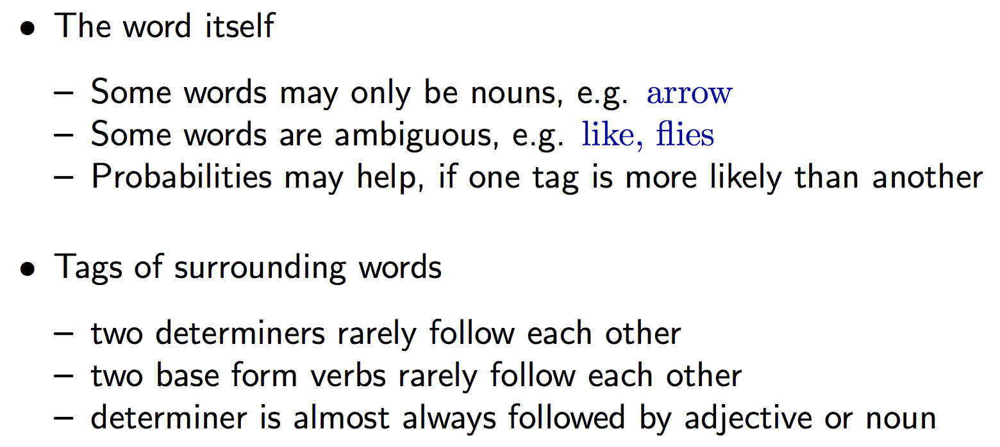 • The word itself
– Some words may only be nouns, e.g. arrow
– Some words are ambiguous, e.g. like, flies
– Probabilities may help, if one tag is more likely than another
• Tags of surrounding words
– two determiners rarely follow each other
– two base form verbs rarely follow each other
– determiner is almost always followed by adjective or noun